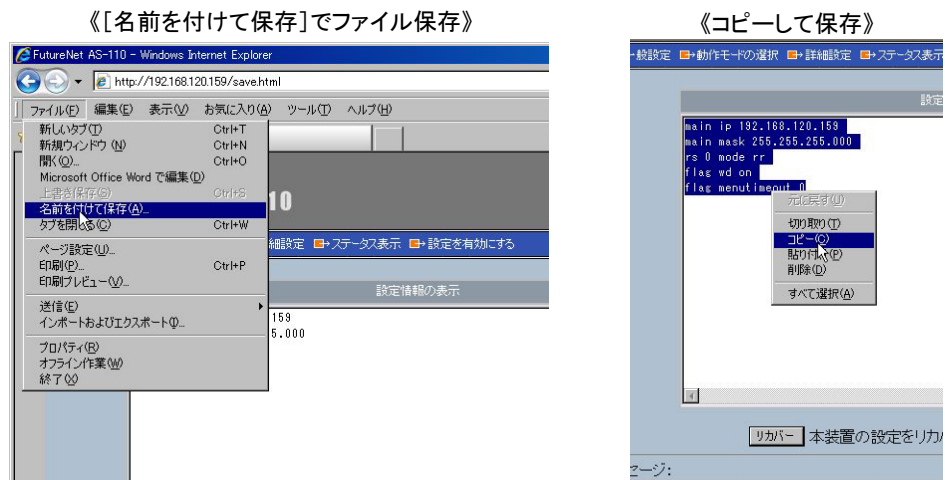 《[名前を付けて保存]でファイル保存》
FutureNet AS-110 - Windows Internet Explorer
http://192.168.120.159/save.html
ファイル(F) 編集(E) 表示(V) お気に入り(A) ツール(T) ヘルプ(H)
新しいタブ(T) Ctrl+T
新規ウィンドウ (N) Ctrl+N
開く(O)... Ctrl+O
Microsoft Office Word で編集(D)
上書き保存(S) Ctrl+S
名前を付けて保存(A)...
タブを閉じる(C) Ctrl+W
ページ設定(U)...
印刷(P)... Ctrl+P
印刷プレビュー(V)...
送信(E)
インポートおよびエクスポート(I)...
プロパティ(R)
オフライン作業(W)
終了(X)
10
細設定 ステータス表示 設定を有効にする
設定情報の表示
159
5.000
《コピーして保存》
一般設定 動作モードの選択 詳細設定 ステータス表示
設定
main ip 192.168.120.159
main mask 255.255.255.000
rs 0 mode rr
flag wd on
flag menutimeout 0
元に戻す(U)
切り取り(T)
コピー(C)
貼り付け(P)
削除(D)
すべて選択(A)
リカバー 本装置の設定をリカバ
セージ: